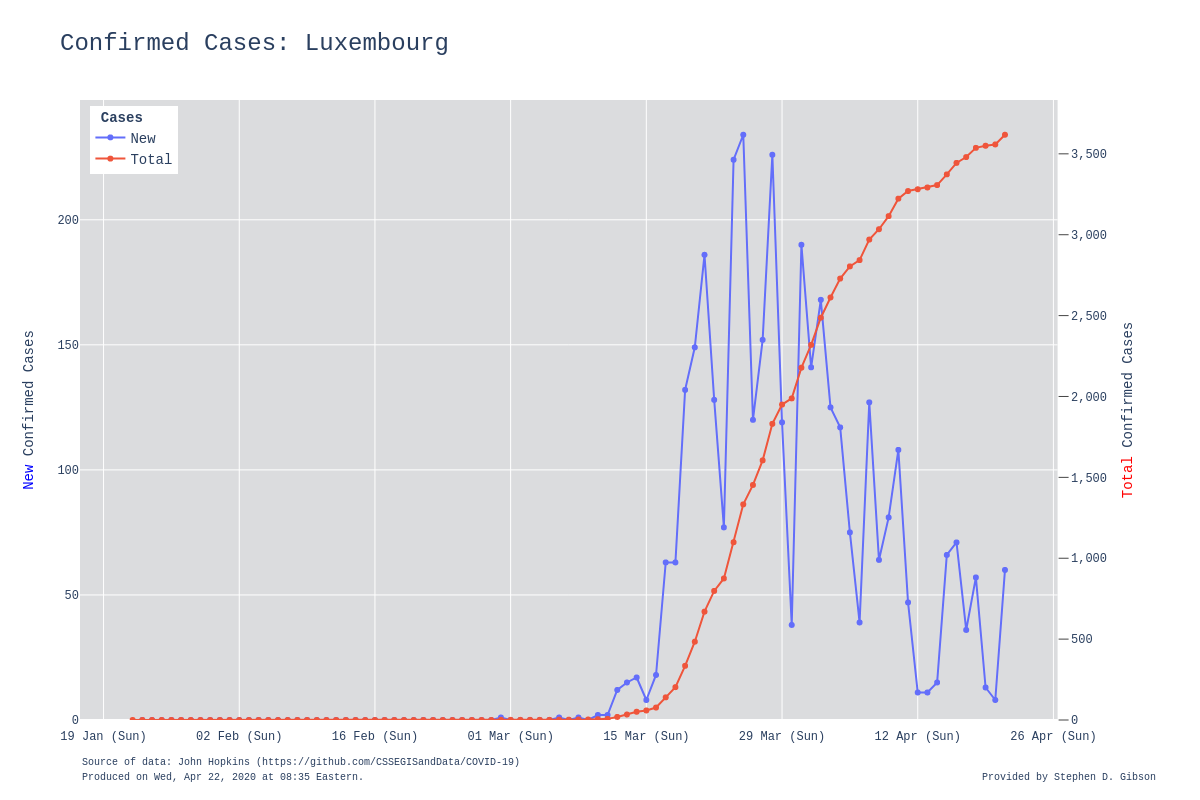 Confirmed Cases: Luxembourg
Cases
New
Total
200
150
100
50
0
New Confirmed Cases
3,500
3,000
2,500
2,000
1,500
1,000
500
0
Total Confirmed Cases
19 Jan (Sun) 02 Feb (Sun) 16 Feb (Sun) 01 Mar (Sun) 15 Mar (Sun) 29 Mar (Sun) 12 Apr (Sun) 26 Apr (Sun)
Source of data: John Hopkins (https://github.com/CSSEGISandData/COVID-19)
Produced on Wed, Apr 22, 2020 at 08:35 Eastern.
Provided by Stephen D. Gibson